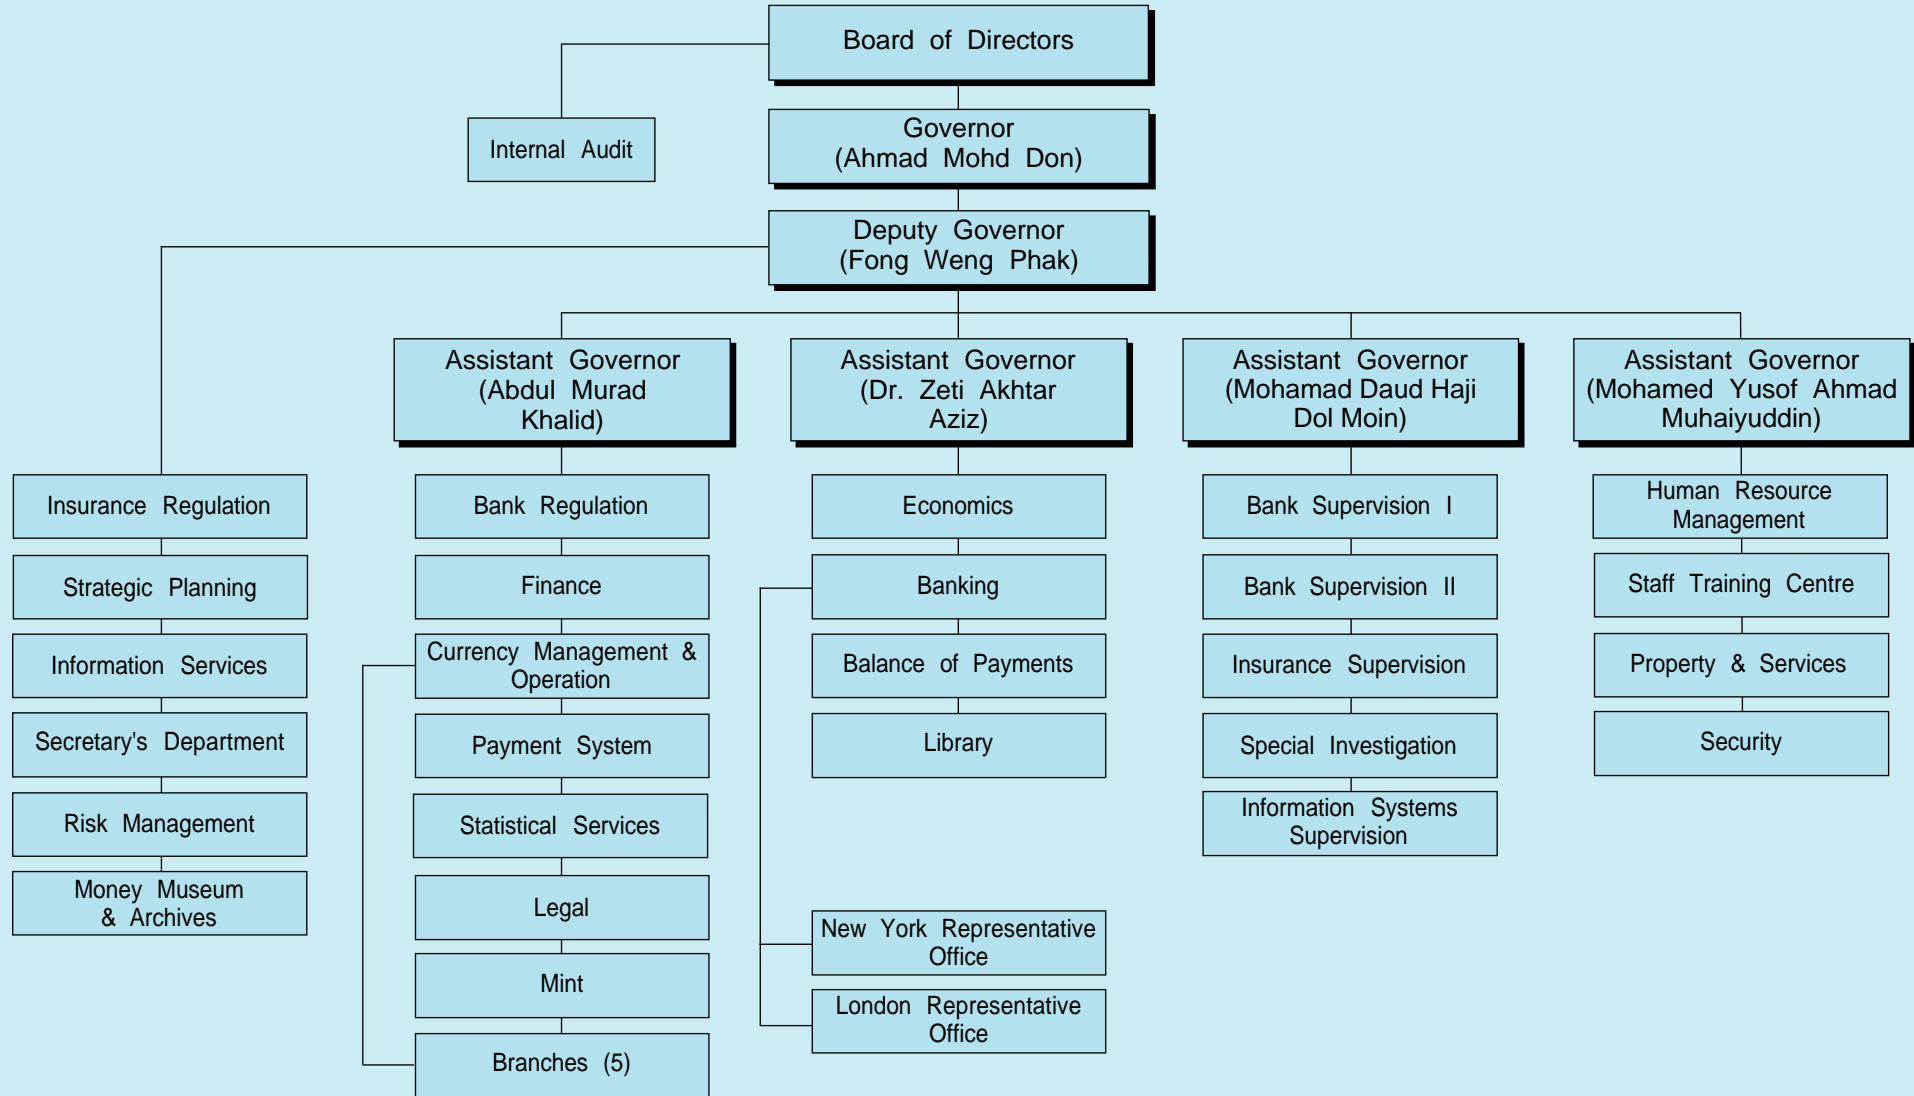 Board of Directors
Internal Audit
Governor
(Ahmad Mohd Don)
Deputy Governor
(Fong Weng Phak)
Assistant Governor
(Abdul Murad
Khalid)
Assistant Governor
(Dr. Zeti Akhtar
Aziz)
Assistant Governor
(Mohamad Daud Haji
Dol Moin)
Assistant Governor
(Mohamed Yusof Ahmad
Muhaiyuddin)
Insurance Regulation
Strategic Planning
Information Services
Secretary's Department
Risk Management
Money Museum
& Archives
Bank Regulation
Finance
Currency Management &
Operation
Payment System
Statistical Services
Legal
Mint
Branches (5)
Economics
Banking
Balance of Payments
Library
New York Representative
Office
London Representative
Office
Bank Supervision I
Bank Supervision II
Insurance Supervision
Special Investigation
Information Systems
Supervision
Human Resource
Management
Staff Training Centre
Property & Services
Security